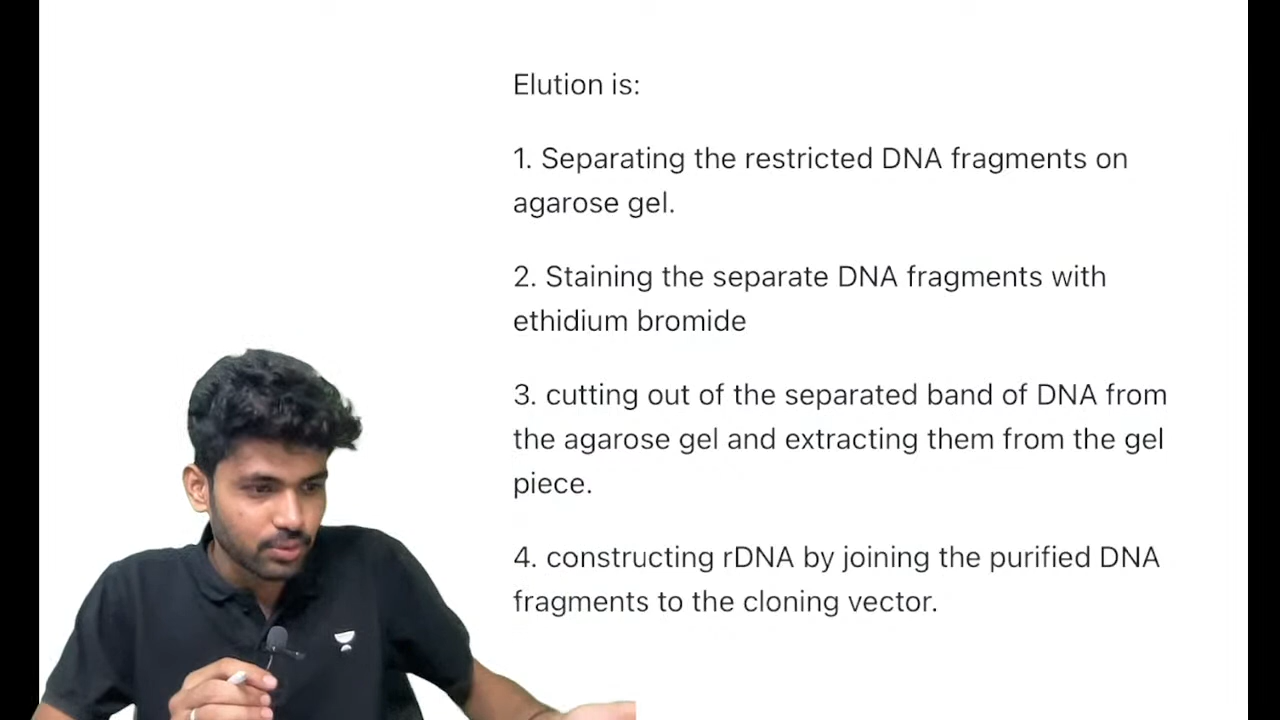 Elution is:
1. Separating the restricted DNA fragments on
agarose gel.
2. Staining the separate DNA fragments with
ethidium bromide
3. cutting out of the separated band of DNA from
the agarose gel and extracting them from the gel
piece.
4. constructing rDNA by joining the purified DNA
fragments to the cloning vector.